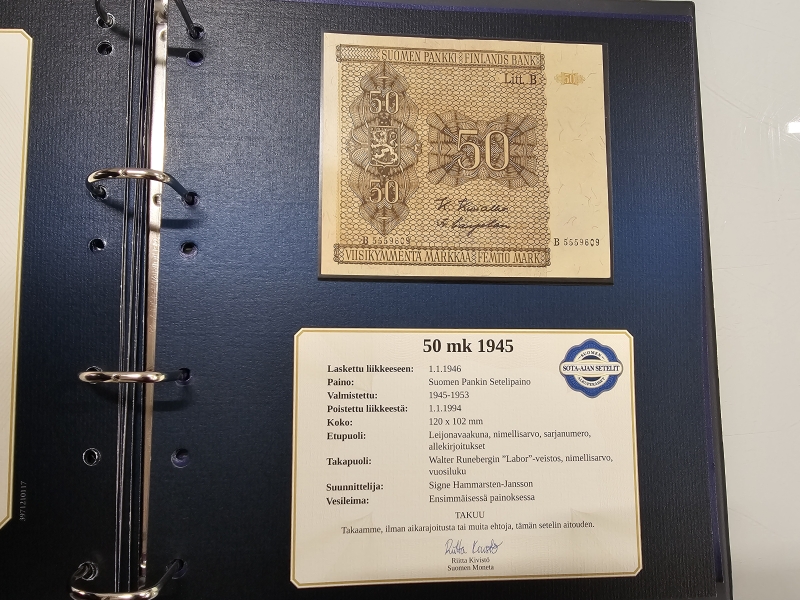 SUOMEN PANKKI FINLANDS BANK
Litt. B
50
50
50
50
B 5559609
B 5559609
VIISIKYMMENTÄ MARKKAA FEMTIO MARK
50 mk 1945
SUOMEN
SOTA-AJAN SETELIT
Laskettu liikkeeseen: 1.1.1946
Paino: Suomen Pankin Setelipaino
Valmistettu: 1945-1953
Poistettu liikkeestä: 1.1.1994
Koko: 120 x 102 mm
Etupuoli: Leijonavaakuna, nimellisarvo, sarjanumero,
allekirjoitukset
Takapuoli: Walter Runebergin ”Labor”-veistos, nimellisarvo,
vuosiluku
Suunnittelija: Signe Hammarsten-Jansson
Vesileima: Ensimmäisessä painoksessa
TAKUU
Takaamme, ilman aikarajoitusta tai muita ehtoja, tämän setelin aitouden.
Riitta Kivistö
Suomen Moneta
3971210117